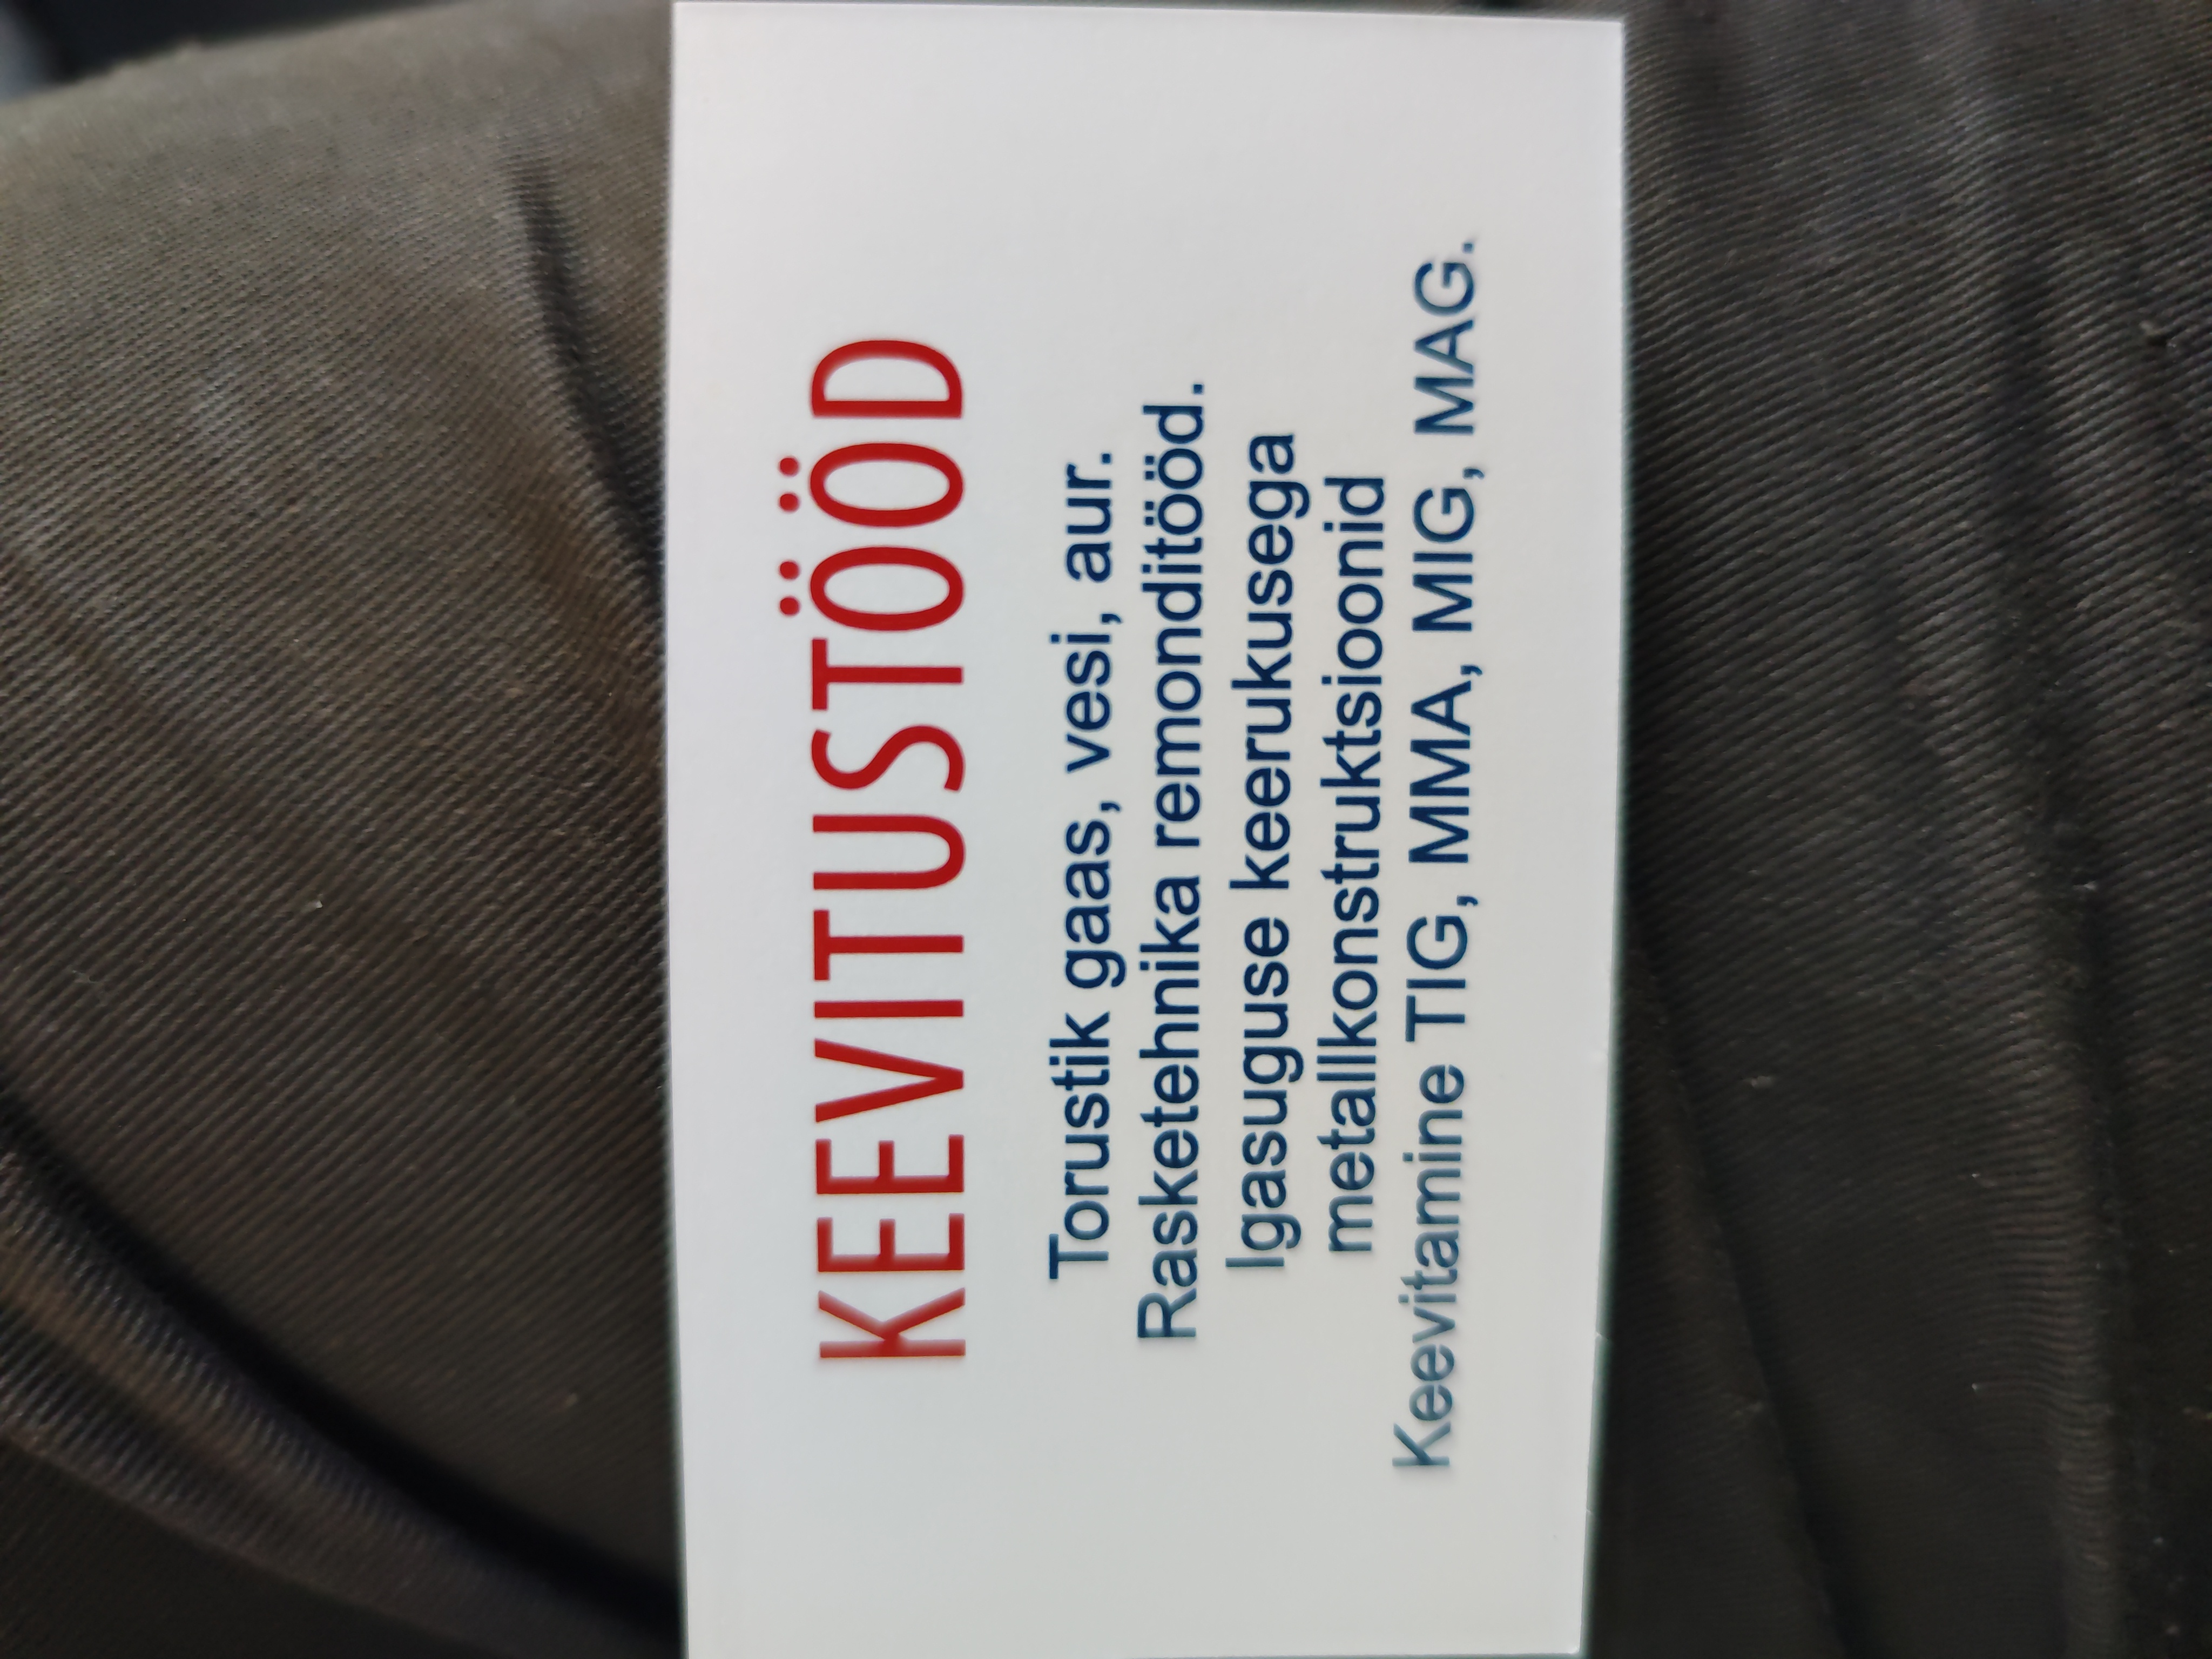 KEEVITUSTÖÖD
Torustik gaas, vesi, aur.
Rasketehnika remonditööd.
Igasuguse keerukusega
metallkonstruktsioonid
Keevitamine TIG, MMA, MIG, MAG.